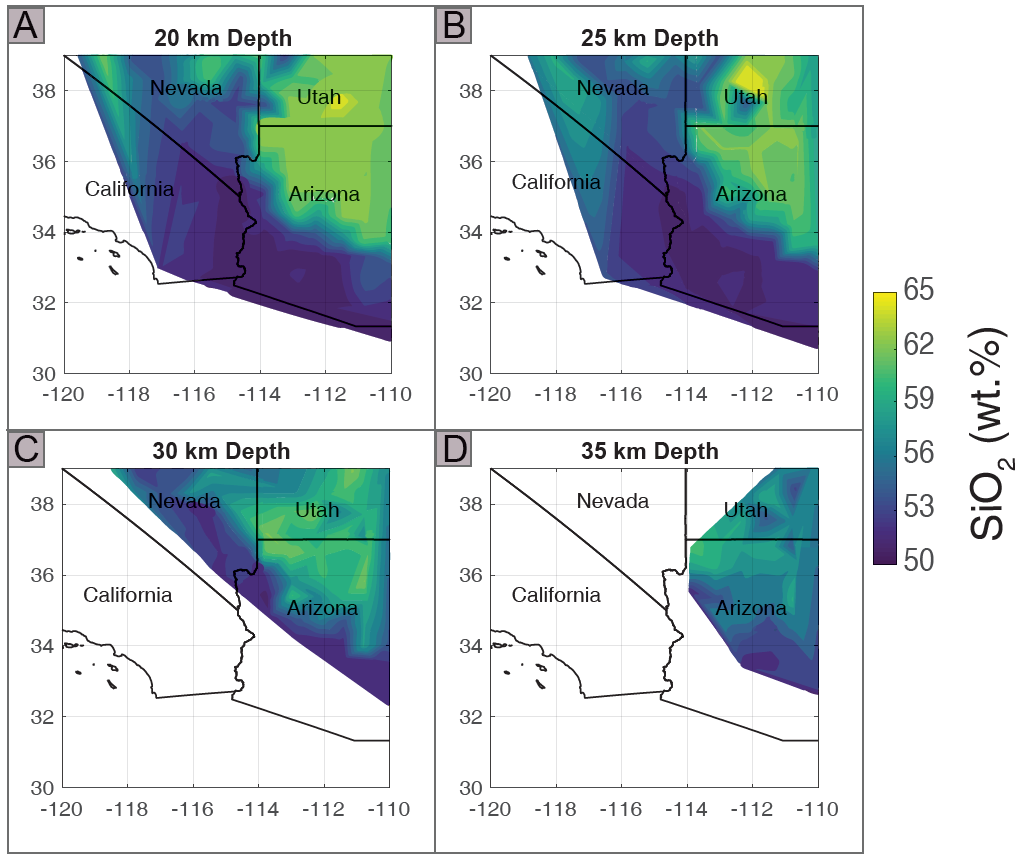 A
20 km Depth
Nevada
Utah
California
Arizona
38
36
34
32
30
-120
-118
-116
-114
-112
-110
B
25 km Depth
Nevada
Utah
California
Arizona
38
36
34
32
30
-120
-118
-116
-114
-112
-110
C
30 km Depth
Nevada
Utah
California
Arizona
38
36
34
32
30
-120
-118
-116
-114
-112
-110
D
35 km Depth
Nevada
Utah
California
Arizona
38
36
34
32
30
-120
-118
-116
-114
-112
-110
65
62
59
56
53
50
SiO₂ (wt.%)